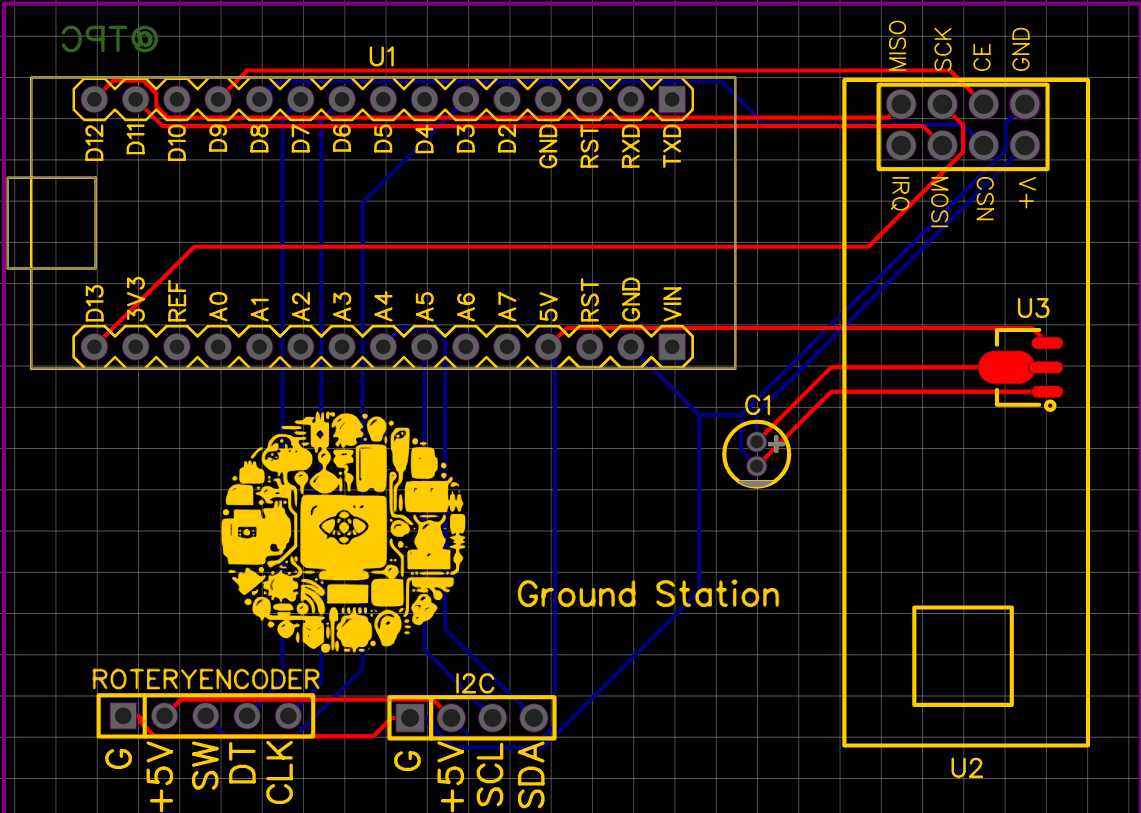 ©TPC
U1
MISO SCK CE GND
D12 D11 D10 D9 D8 D7 D6 D5 D4 D3 D2 GND RST RXD TXD
IRQ MOSI CSN V+
D13 3V3 REF A0 A1 A2 A3 A4 A5 A6 A7 5V RST GND VIN
U3
C1
+
Ground Station
ROTERYENCODER
I2C
G +5V SW DT CLK
G +5V SCL SDA
U2